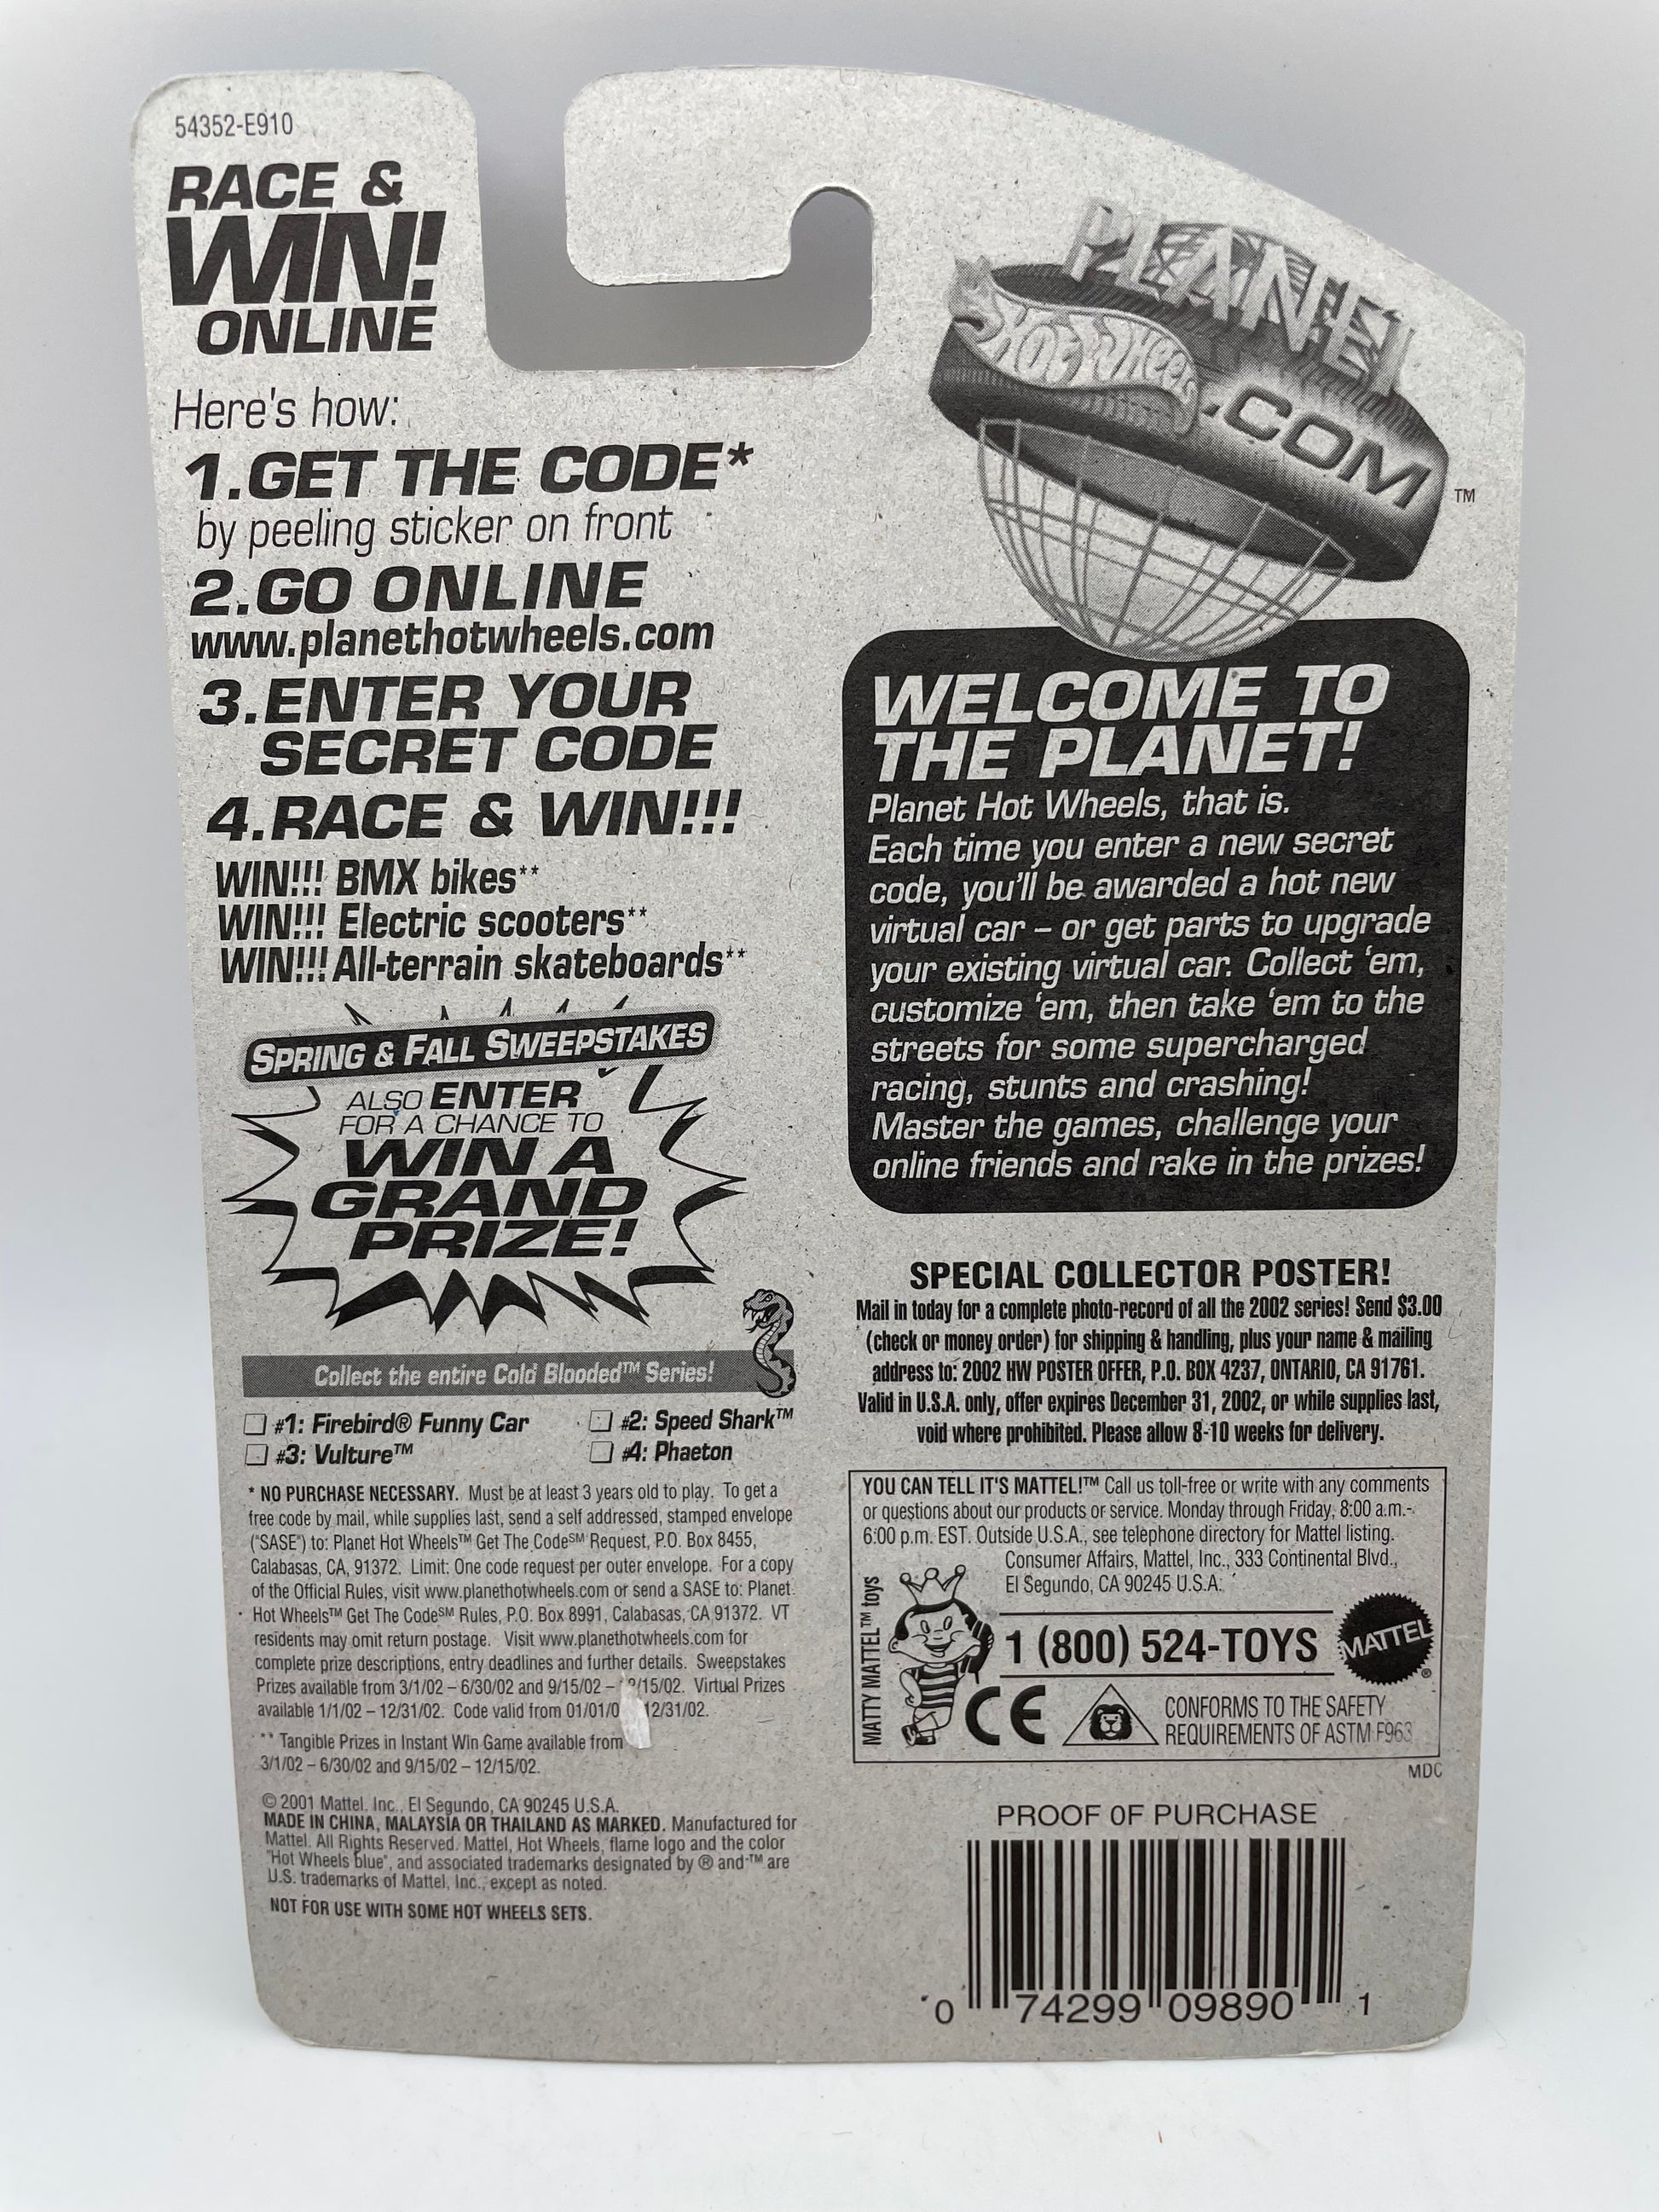 54352-E910
RACE &
WIN!
ONLINE
Here's how:
1.GET THE CODE*
by peeling sticker on front
2.GO ONLINE
www.planethotwheels.com
3.ENTER YOUR
SECRET CODE
4.RACE & WIN!!!
WIN!!! BMX bikes**
WIN!!! Electric scooters**
WIN!!! All-terrain skateboards**
SPRING & FALL SWEEPSTAKES
ALSO ENTER
FOR A CHANCE TO
WIN A
GRAND
PRIZE!
Collect the entire Cold Blooded™ Series!
#1: Firebird® Funny Car
#2: Speed Shark™
#3: Vulture™
#4: Phaeton
* NO PURCHASE NECESSARY. Must be at least 3 years old to play. To get a
free code by mail, while supplies last, send a self addressed, stamped envelope
("SASE") to: Planet Hot Wheels™ Get The Code℠ Request, P.O. Box 8455,
Calabasas, CA, 91372. Limit: One code request per outer envelope. For a copy
of the Official Rules, visit www.planethotwheels.com or send a SASE to: Planet
Hot Wheels™ Get The Code℠ Rules, P.O. Box 8991, Calabasas, CA 91372. VT
residents may omit return postage. Visit www.planethotwheels.com for
complete prize descriptions, entry deadlines and further details. Sweepstakes
Prizes available from 3/1/02 – 6/30/02 and 9/15/02 – 2/15/02. Virtual Prizes
available 1/1/02 – 12/31/02. Code valid from 01/01/0 12/31/02.
** Tangible Prizes in Instant Win Game available from
3/1/02 – 6/30/02 and 9/15/02 – 12/15/02.
© 2001 Mattel, Inc., El Segundo, CA 90245 U.S.A.
MADE IN CHINA, MALAYSIA OR THAILAND AS MARKED. Manufactured for
Mattel. All Rights Reserved. Mattel, Hot Wheels, flame logo and the color
"Hot Wheels blue", and associated trademarks designated by ® and ™ are
U.S. trademarks of Mattel, Inc., except as noted.
NOT FOR USE WITH SOME HOT WHEELS SETS.
PLANET
HOT WHEELS
.COM
™
WELCOME TO
THE PLANET!
Planet Hot Wheels, that is.
Each time you enter a new secret
code, you'll be awarded a hot new
virtual car – or get parts to upgrade
your existing virtual car. Collect 'em,
customize 'em, then take 'em to the
streets for some supercharged
racing, stunts and crashing!
Master the games, challenge your
online friends and rake in the prizes!
SPECIAL COLLECTOR POSTER!
Mail in today for a complete photo-record of all the 2002 series! Send $3.00
(check or money order) for shipping & handling, plus your name & mailing
address to: 2002 HW POSTER OFFER, P.O. BOX 4237, ONTARIO, CA 91761.
Valid in U.S.A. only, offer expires December 31, 2002, or while supplies last,
void where prohibited. Please allow 8-10 weeks for delivery.
YOU CAN TELL IT'S MATTEL!™ Call us toll-free or write with any comments
or questions about our products or service. Monday through Friday, 8:00 a.m.-
6:00 p.m. EST. Outside U.S.A., see telephone directory for Mattel listing.
Consumer Affairs, Mattel, Inc., 333 Continental Blvd.,
El Segundo, CA 90245 U.S.A.
MATTY MATTEL™ toys
1 (800) 524-TOYS
MATTEL®
CE
CONFORMS TO THE SAFETY
REQUIREMENTS OF ASTM F963
MDC
PROOF OF PURCHASE
0 74299 09890 1